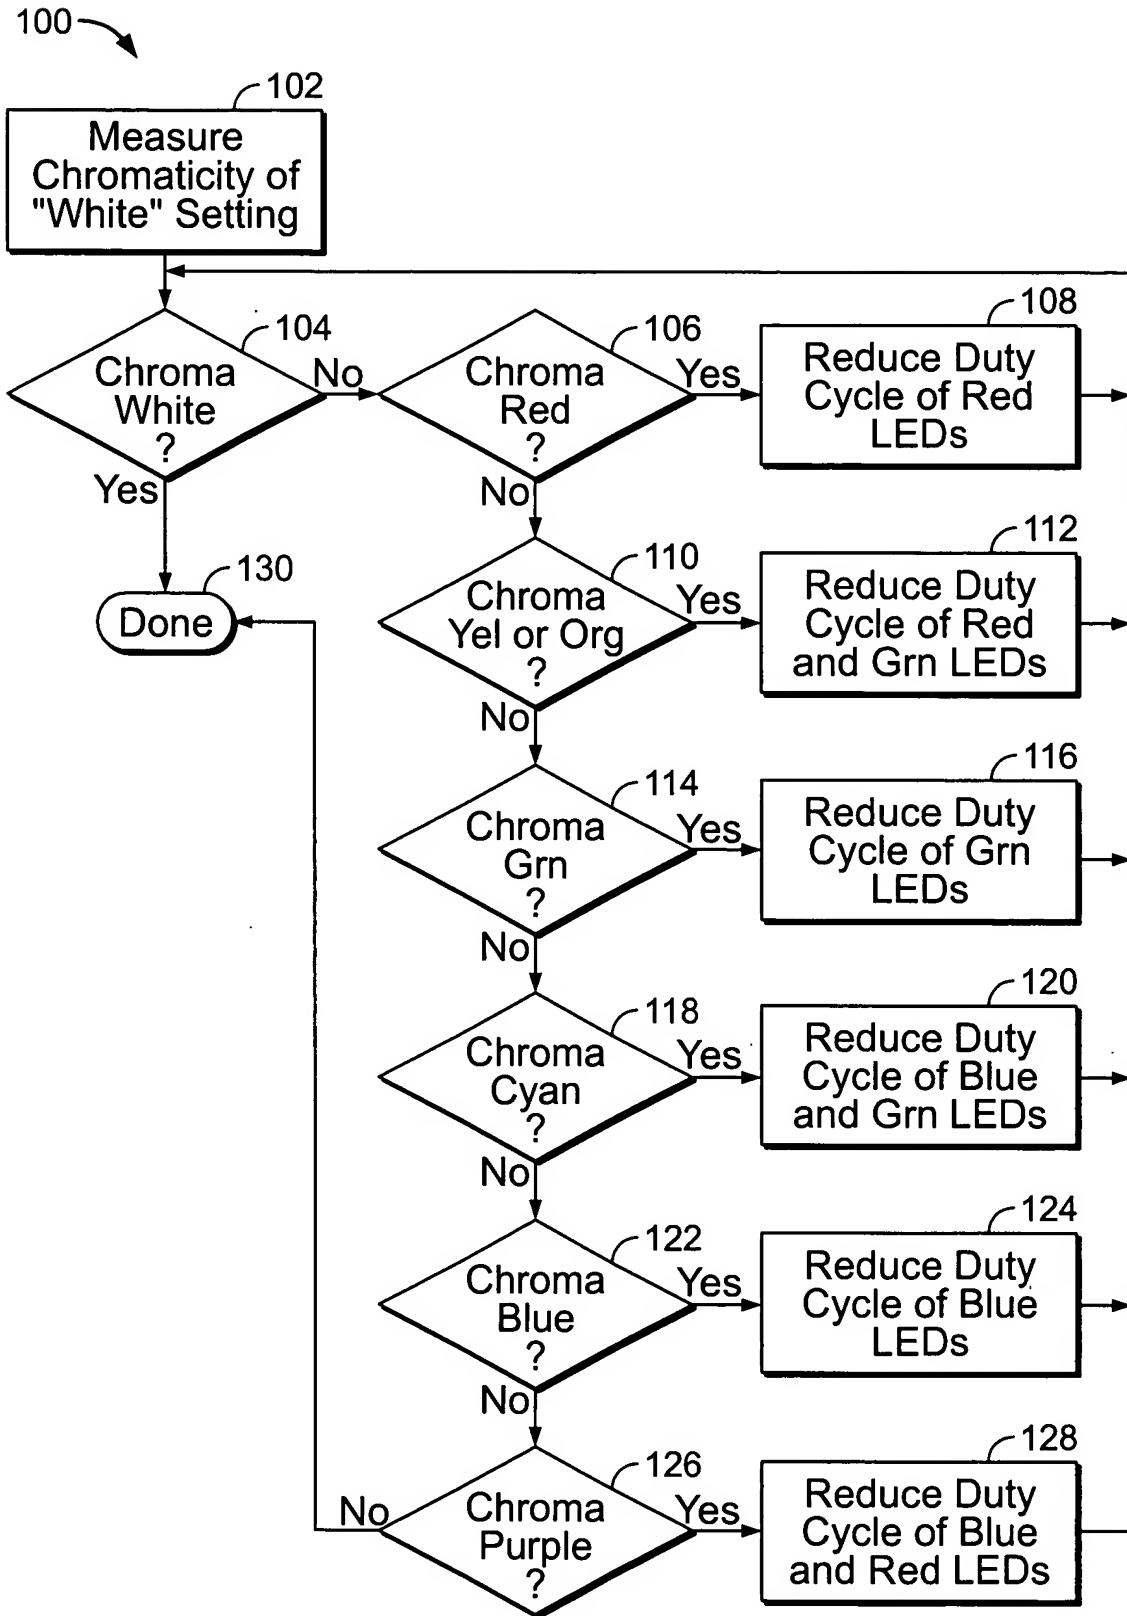 100
102
Measure
Chromaticity of
"White" Setting
104
Chroma
White
?
No
Yes
106
Chroma
Red
?
Yes
No
108
Reduce Duty
Cycle of Red
LEDs
130
Done
110
Chroma
Yel or Org
?
Yes
No
112
Reduce Duty
Cycle of Red
and Grn LEDs
114
Chroma
Grn
?
Yes
No
116
Reduce Duty
Cycle of Grn
LEDs
118
Chroma
Cyan
?
Yes
No
120
Reduce Duty
Cycle of Blue
and Grn LEDs
122
Chroma
Blue
?
Yes
No
124
Reduce Duty
Cycle of Blue
LEDs
126
Chroma
Purple
?
No
Yes
128
Reduce Duty
Cycle of Blue
and Red LEDs